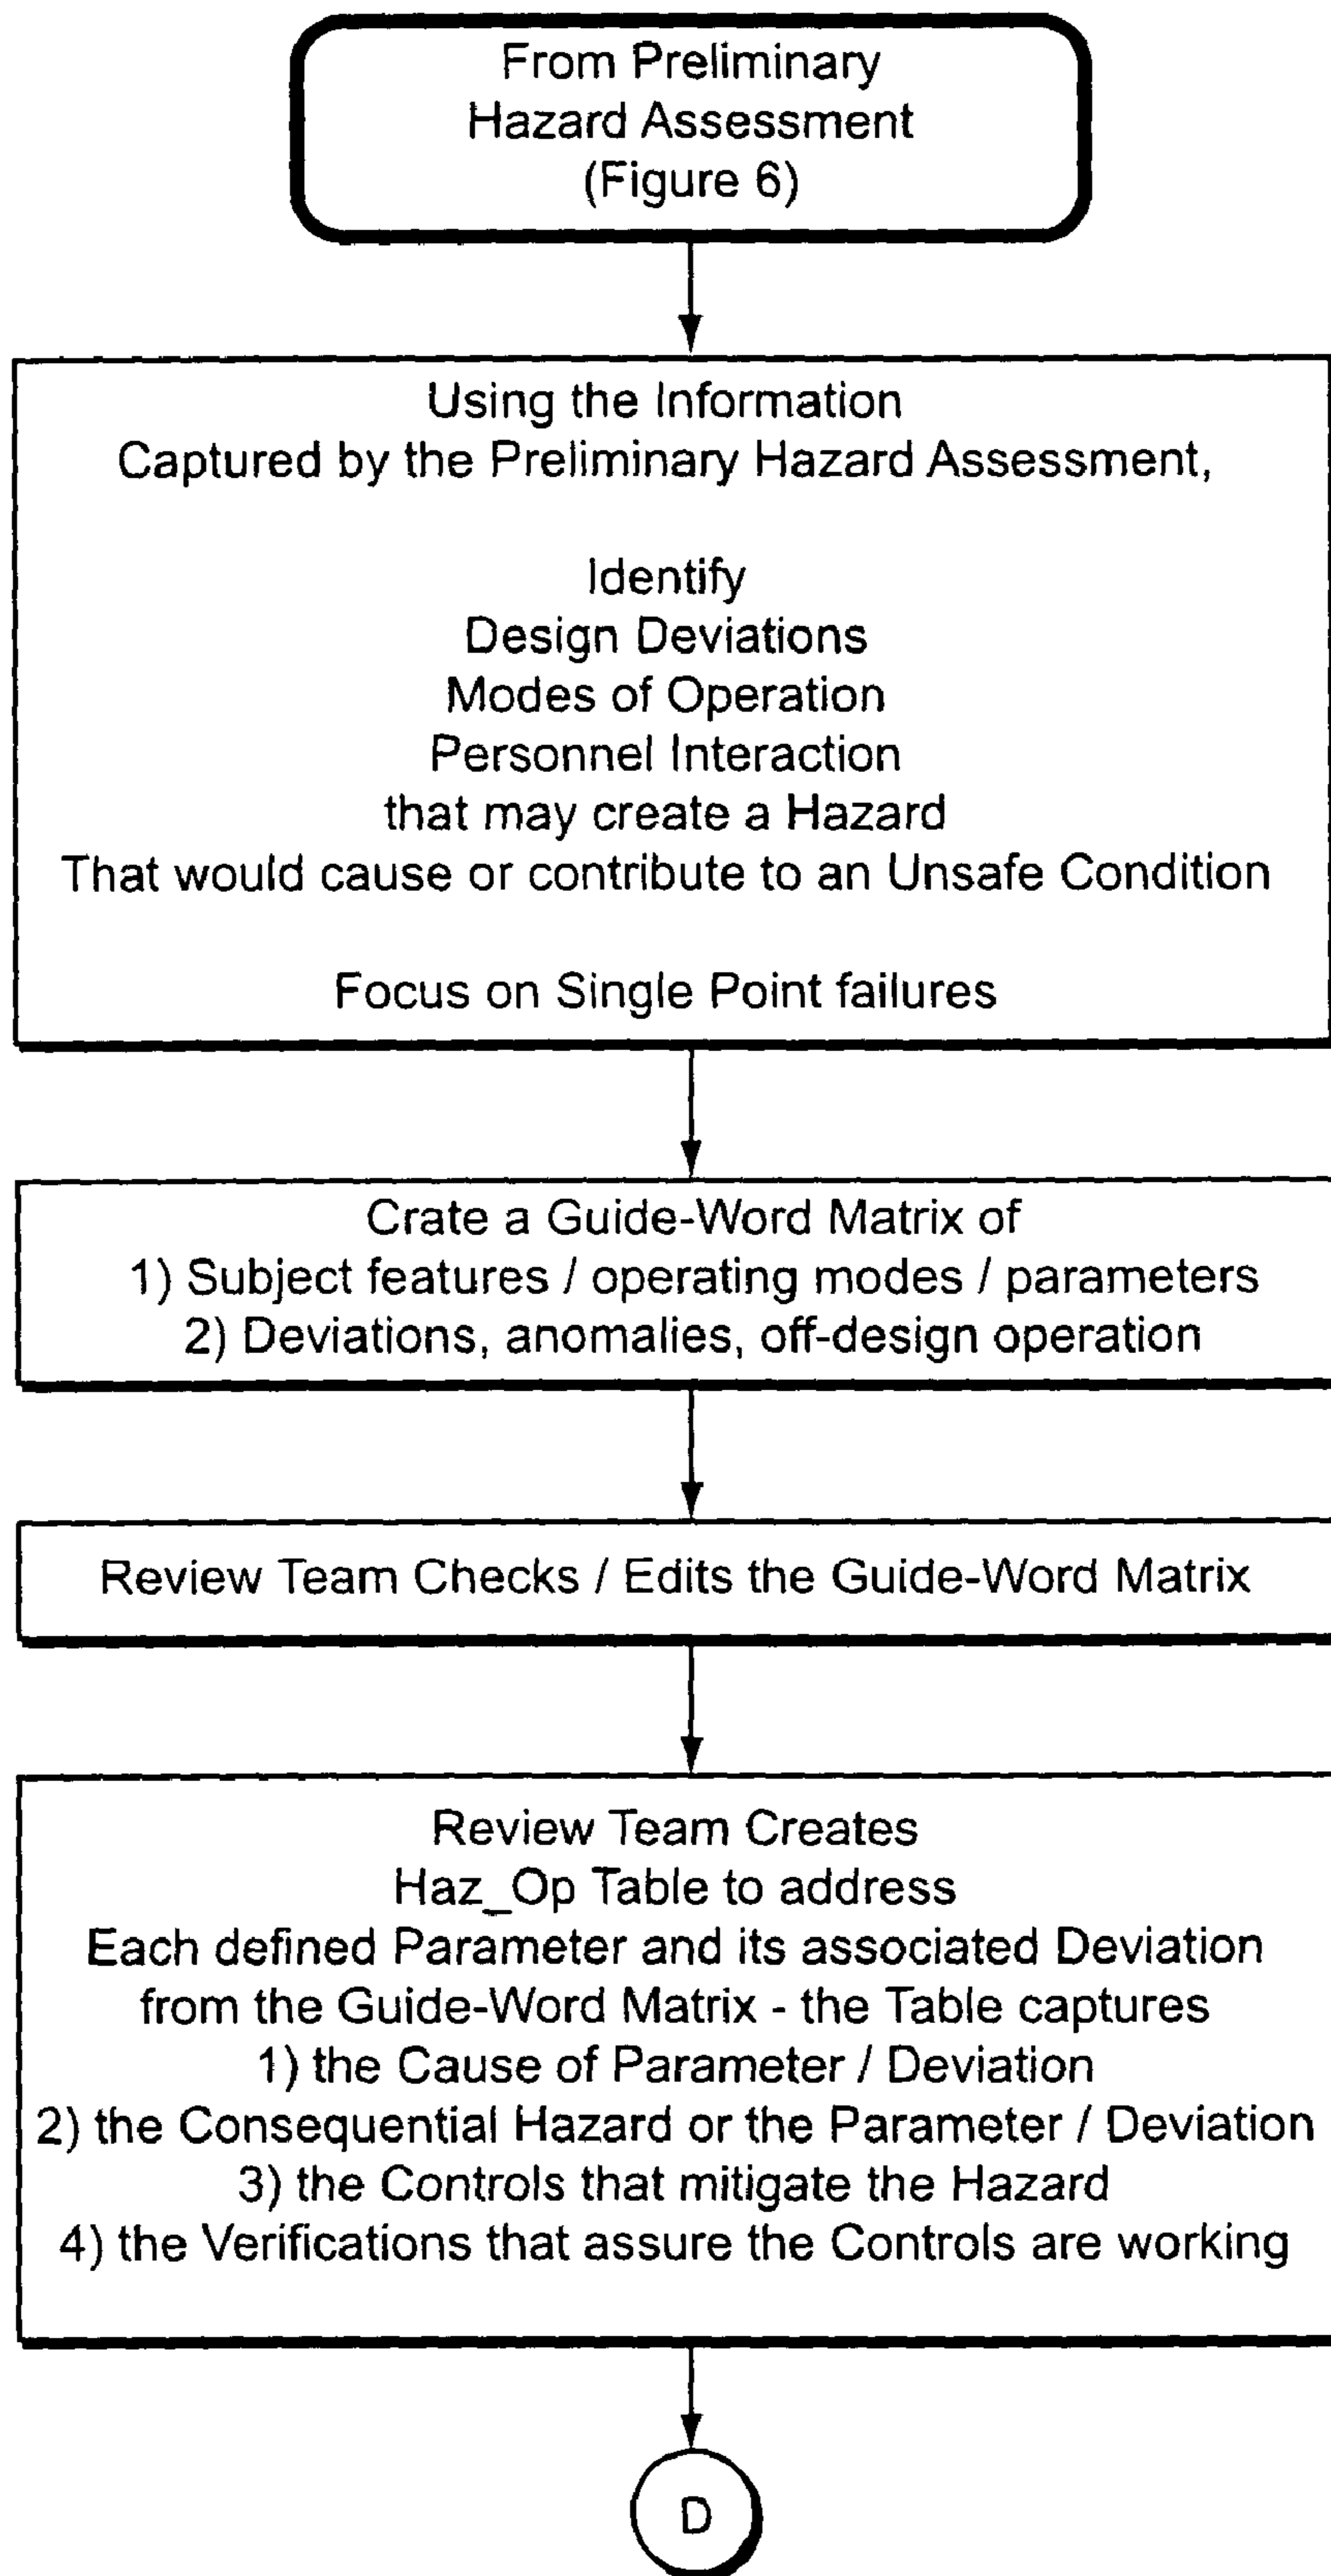 From Preliminary
Hazard Assessment
(Figure 6)
Using the Information
Captured by the Preliminary Hazard Assessment,
Identify
Design Deviations
Modes of Operation
Personnel Interaction
that may create a Hazard
That would cause or contribute to an Unsafe Condition
Focus on Single Point failures
Crate a Guide-Word Matrix of
1) Subject features / operating modes / parameters
2) Deviations, anomalies, off-design operation
Review Team Checks / Edits the Guide-Word Matrix
Review Team Creates
Haz_Op Table to address
Each defined Parameter and its associated Deviation
from the Guide-Word Matrix - the Table captures
1) the Cause of Parameter / Deviation
2) the Consequential Hazard or the Parameter / Deviation
3) the Controls that mitigate the Hazard
4) the Verifications that assure the Controls are working
D